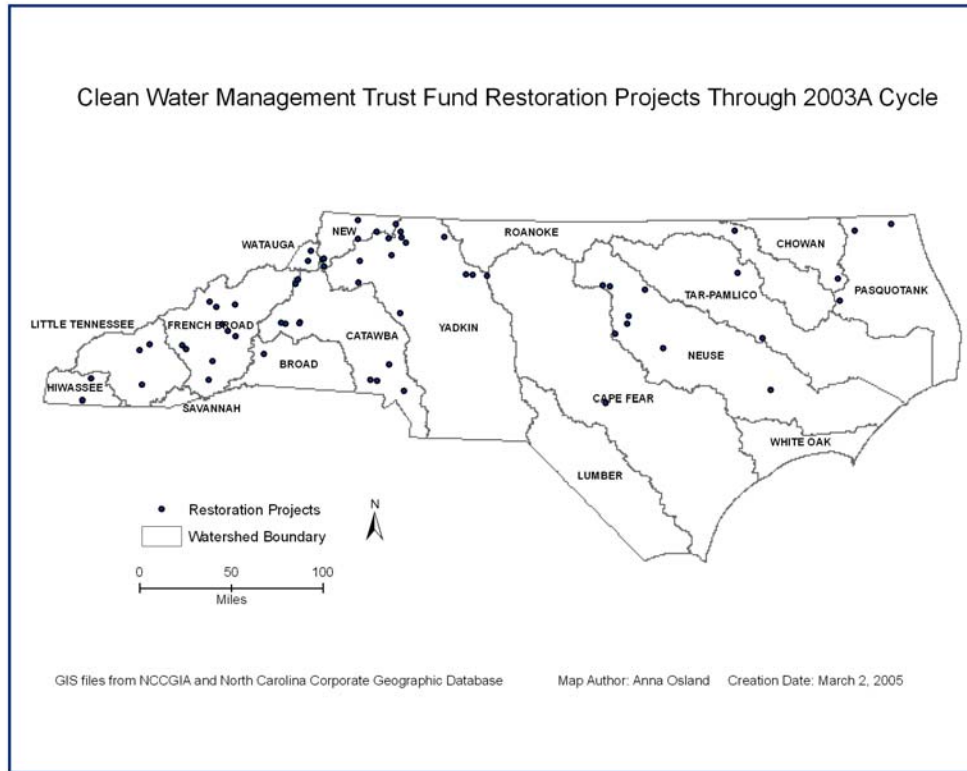 Clean Water Management Trust Fund Restoration Projects Through 2003A Cycle
NEW
ROANOKE
WATAUGA
CHOWAN
PASQUOTANK
TAR-PAMLICO
LITTLE TENNESSEE
FRENCH BROAD
CATAWBA
YADKIN
NEUSE
BROAD
HIWASSEE
CAPE FEAR
SAVANNAH
WHITE OAK
LUMBER
N
Restoration Projects
Watershed Boundary
0 50 100
Miles
GIS files from NCCGIA and North Carolina Corporate Geographic Database Map Author: Anna Osland Creation Date: March 2, 2005